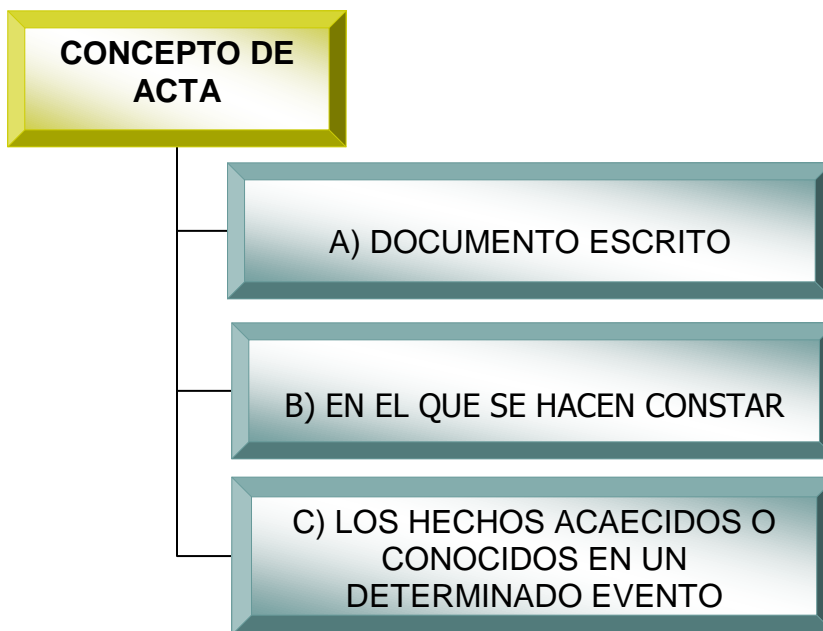 CONCEPTO DE
ACTA
A) DOCUMENTO ESCRITO
B) EN EL QUE SE HACEN CONSTAR
C) LOS HECHOS ACAECIDOS O
CONOCIDOS EN UN
DETERMINADO EVENTO